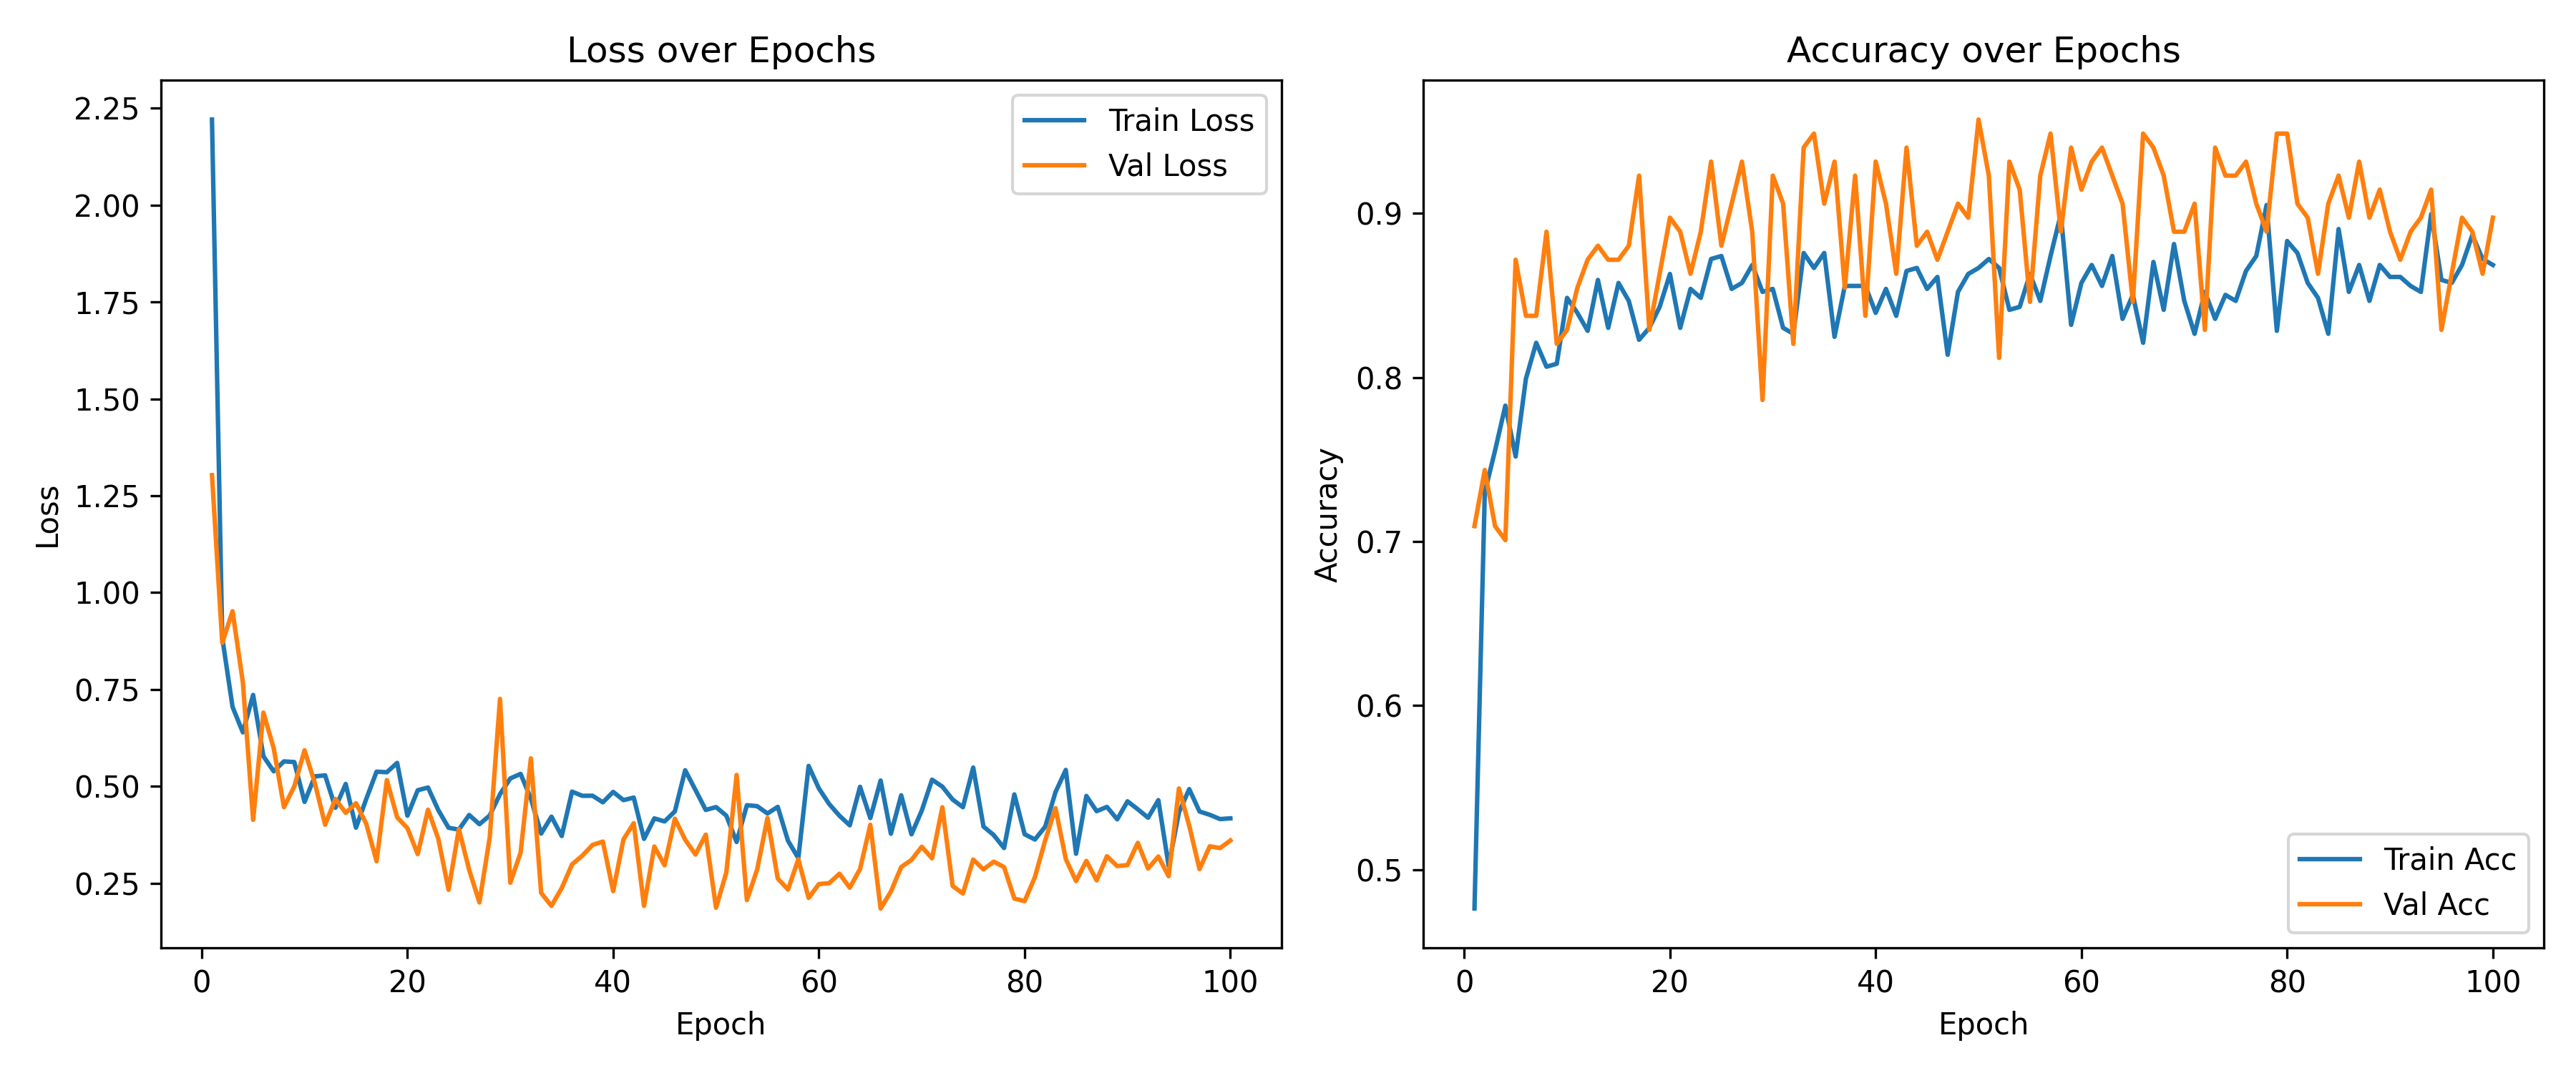 Loss over Epochs
2.25
2.00
1.75
1.50
1.25
1.00
0.75
0.50
0.25
Loss
0 20 40 60 80 100
Epoch
Train Loss
Val Loss
Accuracy over Epochs
0.9
0.8
0.7
0.6
0.5
Accuracy
0 20 40 60 80 100
Epoch
Train Acc
Val Acc